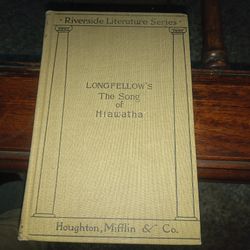 Riverside Literature Series
LONGFELLOW'S
The Song
of
Hiawatha
Houghton, Mifflin & Co.